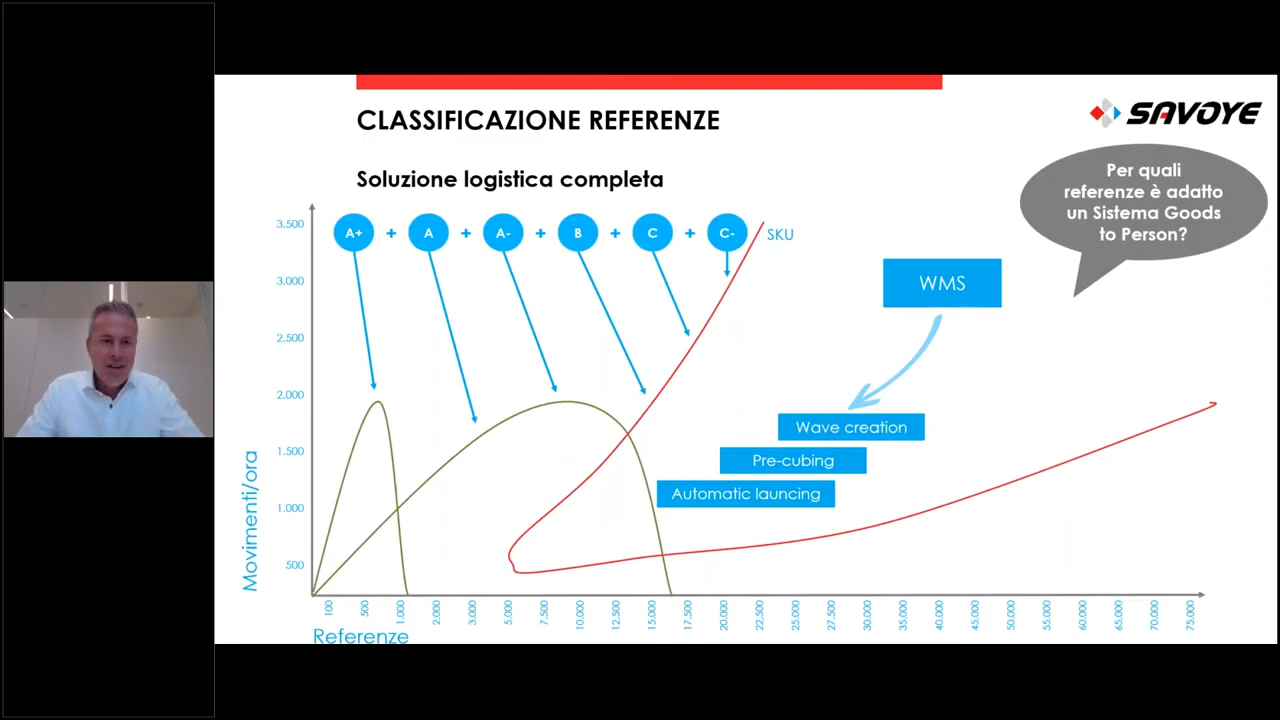 CLASSIFICAZIONE REFERENZE
SAVOYE
Soluzione logistica completa
Per quali
referenze è adatto
un Sistema Goods
to Person?
A+ + A + A- + B + C + C- SKU
WMS
Wave creation
Pre-cubing
Automatic launcing
Movimenti/ora
3.500
3.000
2.500
2.000
1.500
1.000
500
100 500 1.000 2.000 3.000 5.000 7.500 10.000 12.500 15.000 17.500 20.000 22.500 25.000 27.500 30.000 35.000 40.000 45.000 50.000 55.000 60.000 65.000 70.000 75.000
Referenze